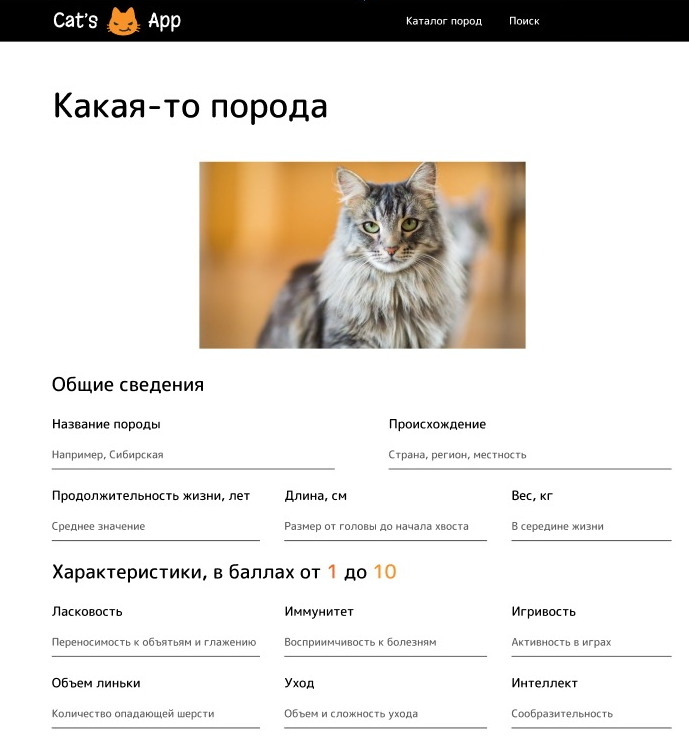 Cat's App Каталог пород Поиск
Какая-то порода
Общие сведения
Название породы Происхождение
Например, Сибирская Страна, регион, местность
Продолжительность жизни, лет Длина, см Вес, кг
Среднее значение Размер от головы до начала хвоста В середине жизни
Характеристики, в баллах от 1 до 10
Ласковость Иммунитет Игривость
Переносимость к объятьям и глажению Восприимчивость к болезням Активность в играх
Объем линьки Уход Интеллект
Количество опадающей шерсти Объем и сложность ухода Сообразительность